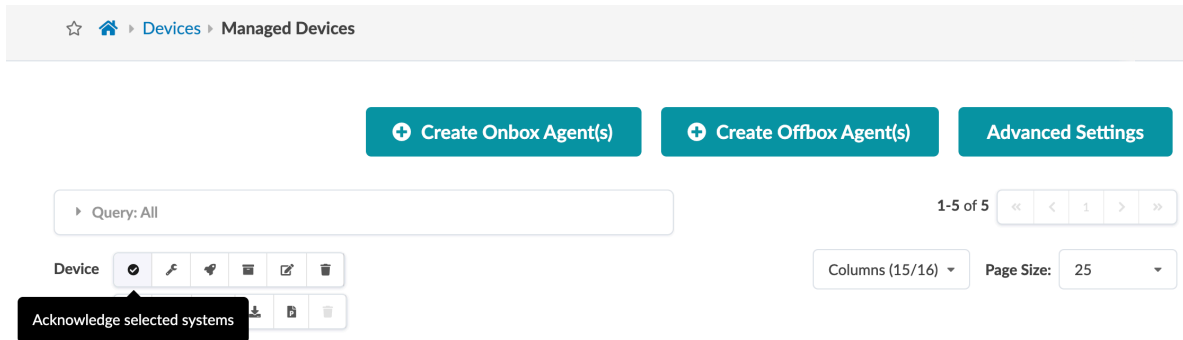 Devices Managed Devices
Create Onbox Agent(s) Create Offbox Agent(s) Advanced Settings
Query: All 1-5 of 5 « < 1 > »
Device Columns (15/16) Page Size: 25
Acknowledge selected systems